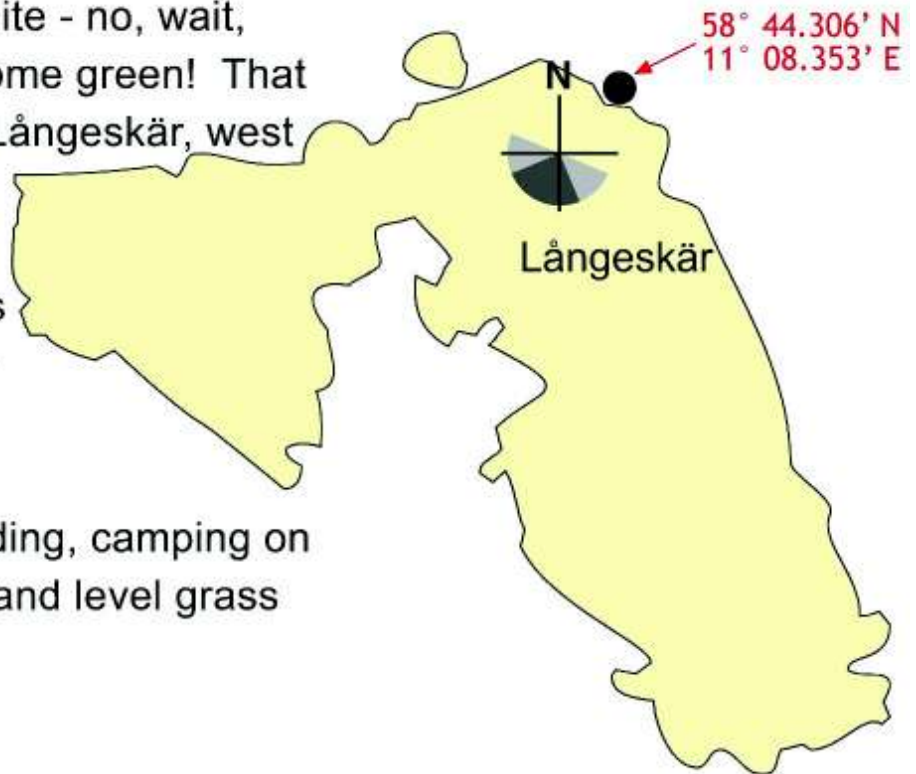 ite - no, wait,
ome green! That
Långeskär, west
s
ding, camping on
and level grass
58° 44.306’ N
11° 08.353’ E
N
Långeskär